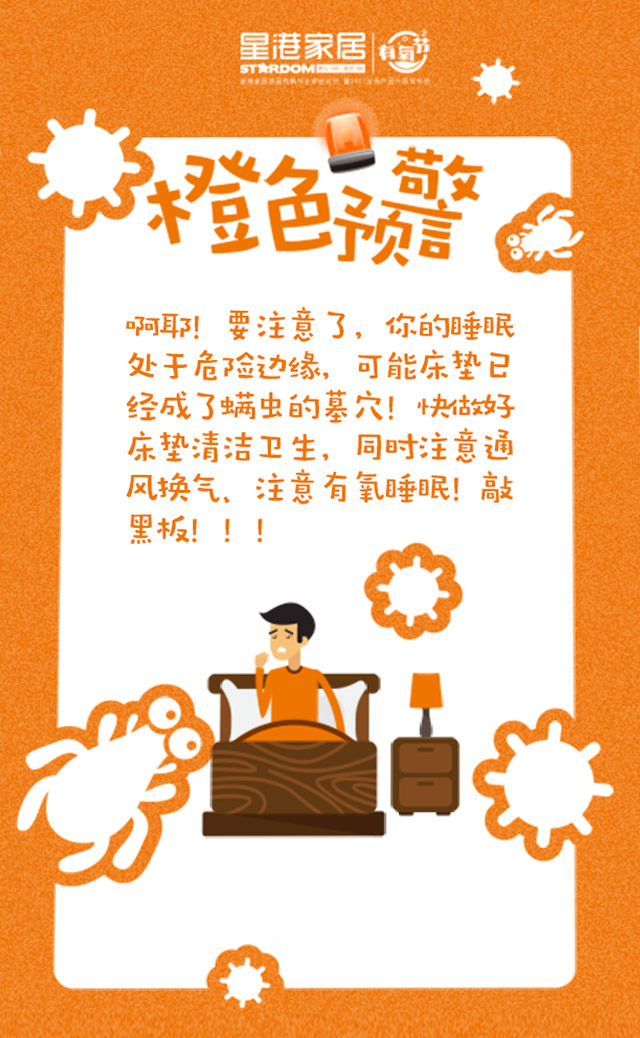 星港家居
有氧节
STARDOM
橙色预警
啊耶！要注意了，你的睡眠
处于危险边缘，可能床垫已
经成了螨虫的墓穴！快做好
床垫清洁卫生，同时注意通
风换气、注意有氧睡眠！敲
黑板！！！